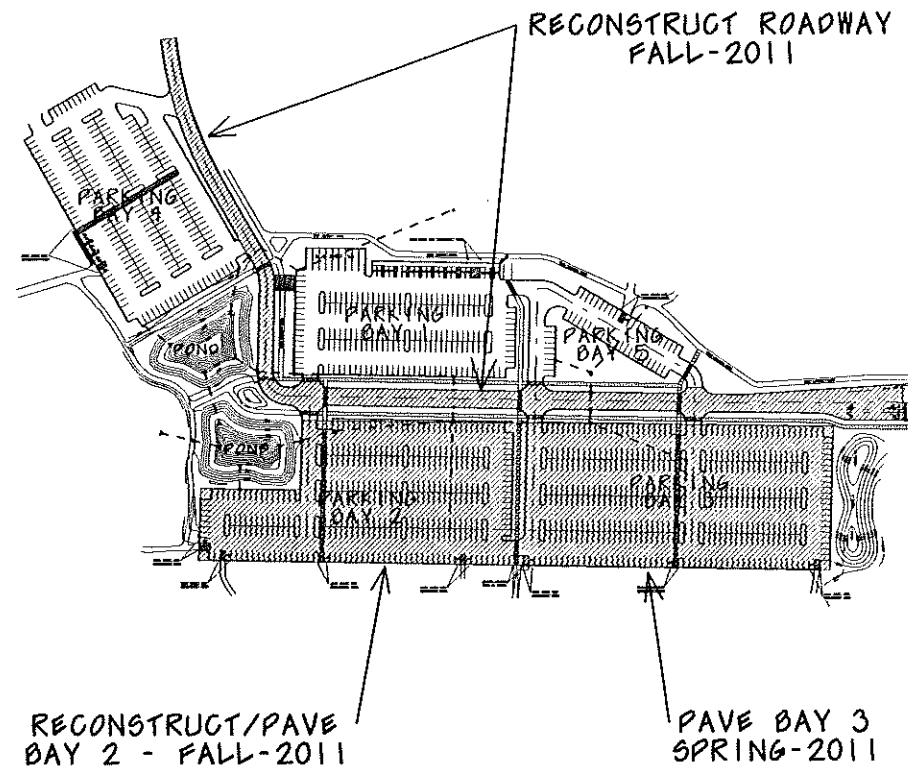 RECONSTRUCT ROADWAY
FALL-2011
PARKING
BAY 4
PARKING
BAY 1
PARKING
BAY 5
POND
POND
PARKING
BAY 2
PARKING
BAY 3
RECONSTRUCT/PAVE
BAY 2 - FALL-2011
PAVE BAY 3
SPRING-2011